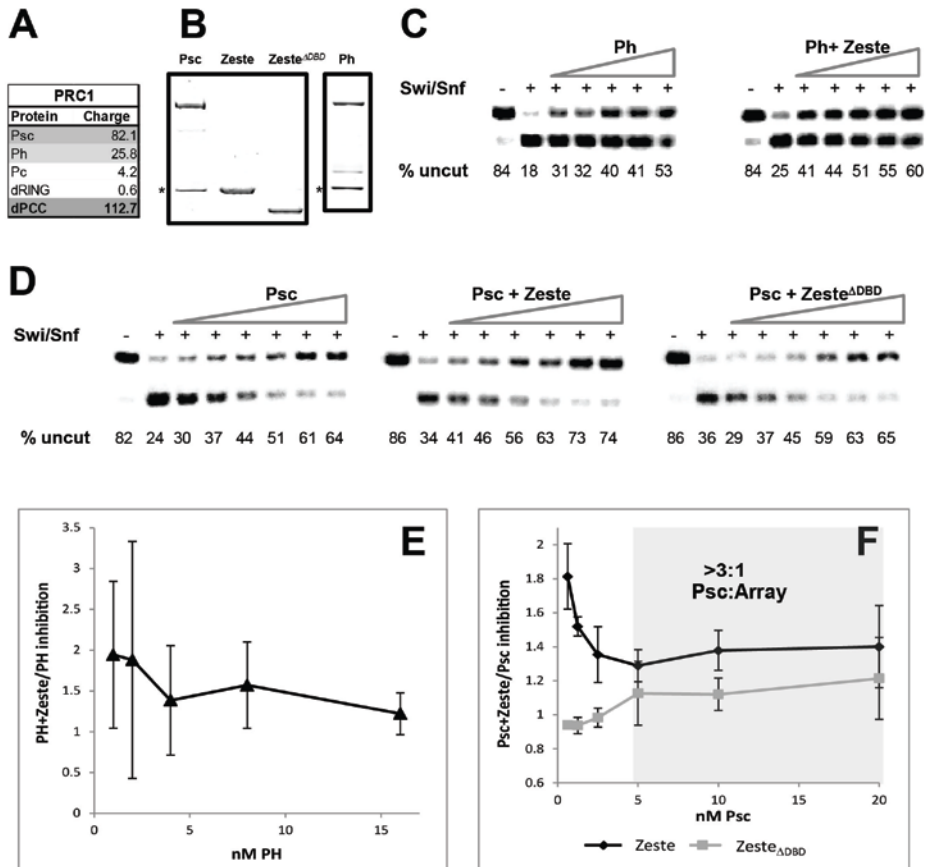 A
PRC1
Protein Charge
Psc 82.1
Ph 25.8
Pc 4.2
dRING 0.6
dPCC 112.7
B
Psc Zeste Zeste^ΔDBD Ph
* *
C
Ph Ph+ Zeste
Swi/Snf - + + + + + + - + + + + + +
% uncut 84 18 31 32 40 41 53 84 25 41 44 51 55 60
D
Psc Psc + Zeste Psc + Zeste^ΔDBD
Swi/Snf - + + + + + + + - + + + + + + + - + + + + + + +
% uncut 82 24 30 37 44 51 61 64 86 34 41 46 56 63 73 74 86 36 29 37 45 59 63 65
E
PH+Zeste/PH inhibition
3.5
3
2.5
2
1.5
1
0.5
0
0 5 10 15
nM PH
F
>3:1
Psc:Array
Psc+Zeste/Psc inhibition
2
1.8
1.6
1.4
1.2
1
0.8
0.6
0 5 10 15 20
nM Psc
Zeste Zeste_ΔDBD